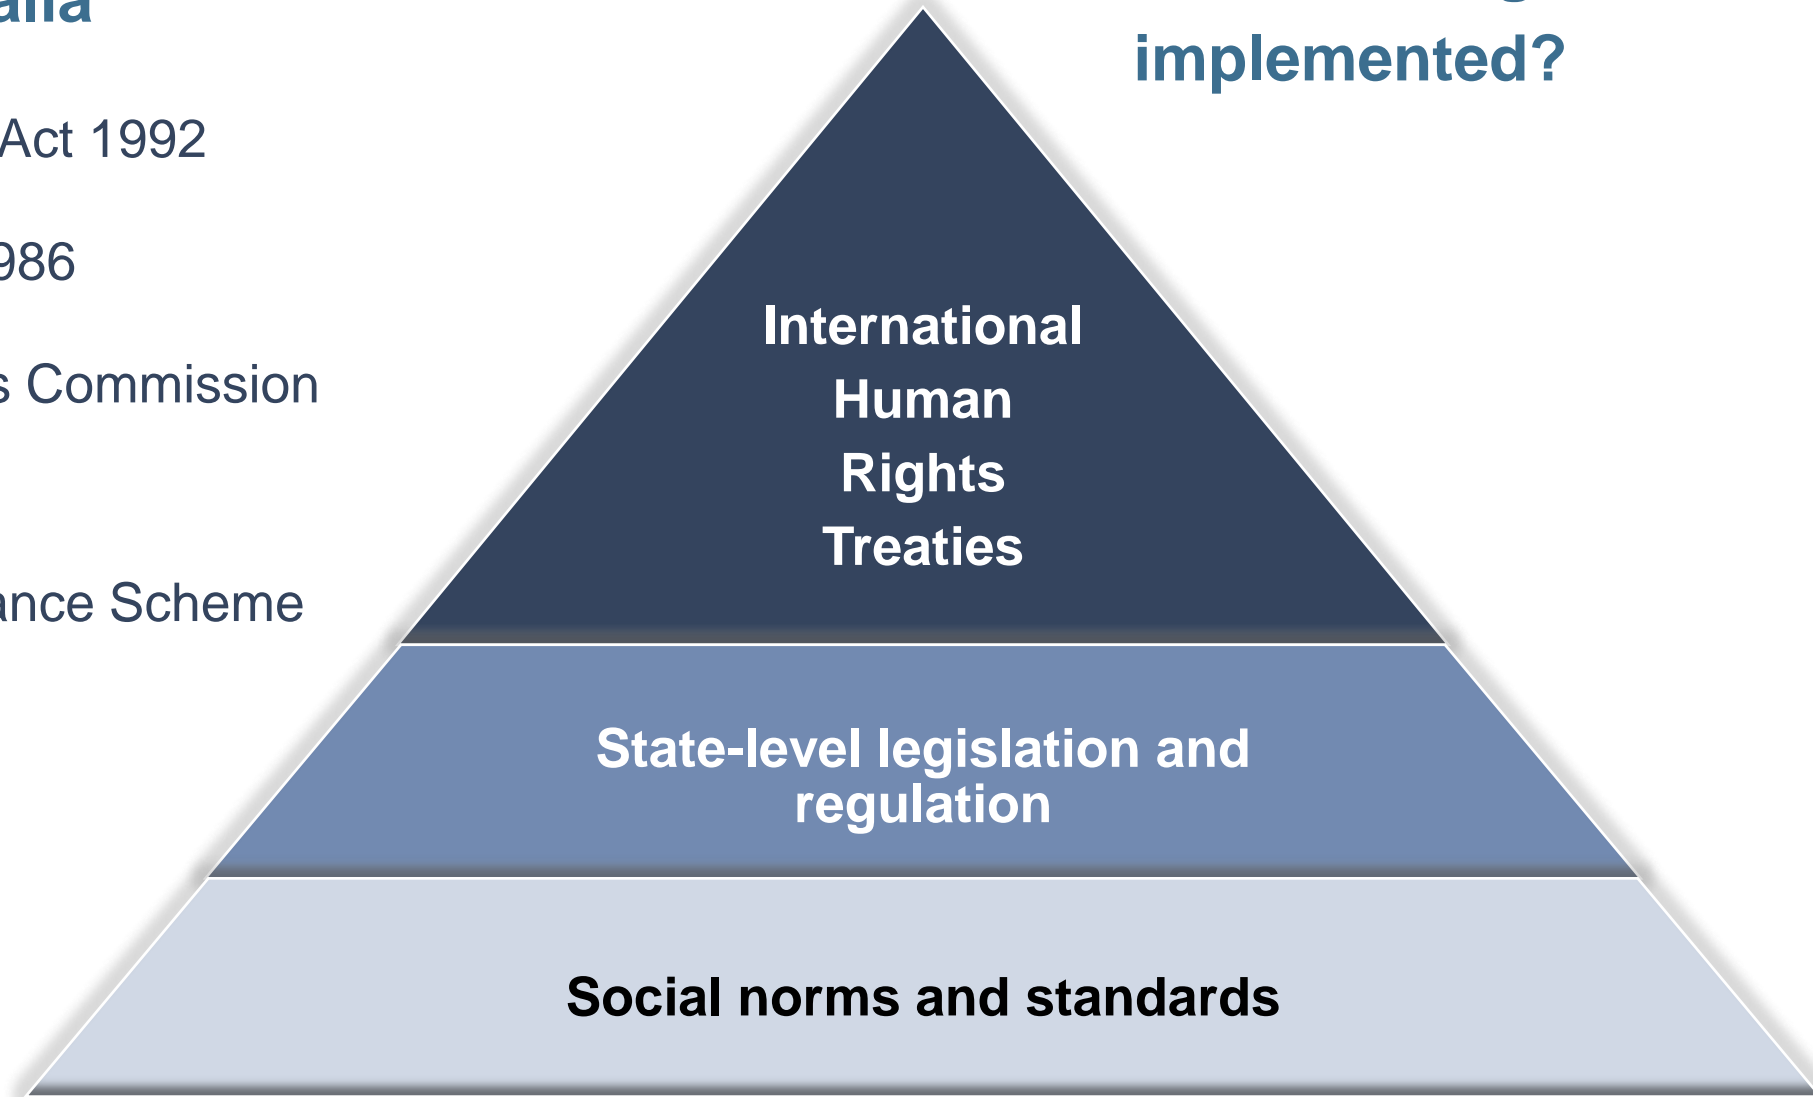 implemented?
Act 1992
986
s Commission
ance Scheme
International
Human
Rights
Treaties
State-level legislation and
regulation
Social norms and standards